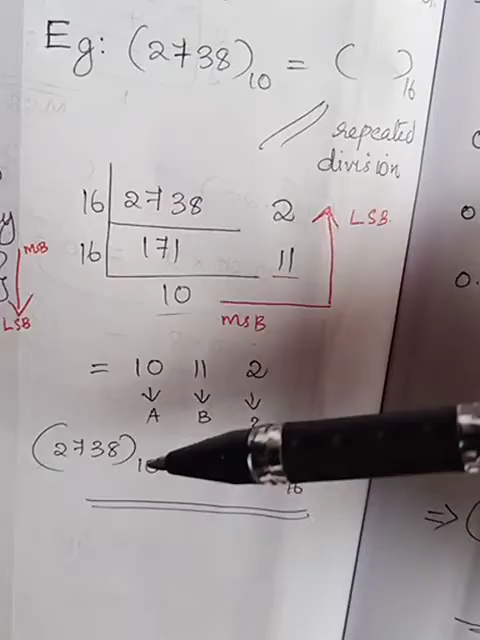 Eg: (2738)10 = ( )16
repeated
division
16 2738 2 LSB
16 171 11
10
MSB
MSB
LSB
= 10 11 2
↓ ↓ ↓
A B
(2738)10
16
⇒ (